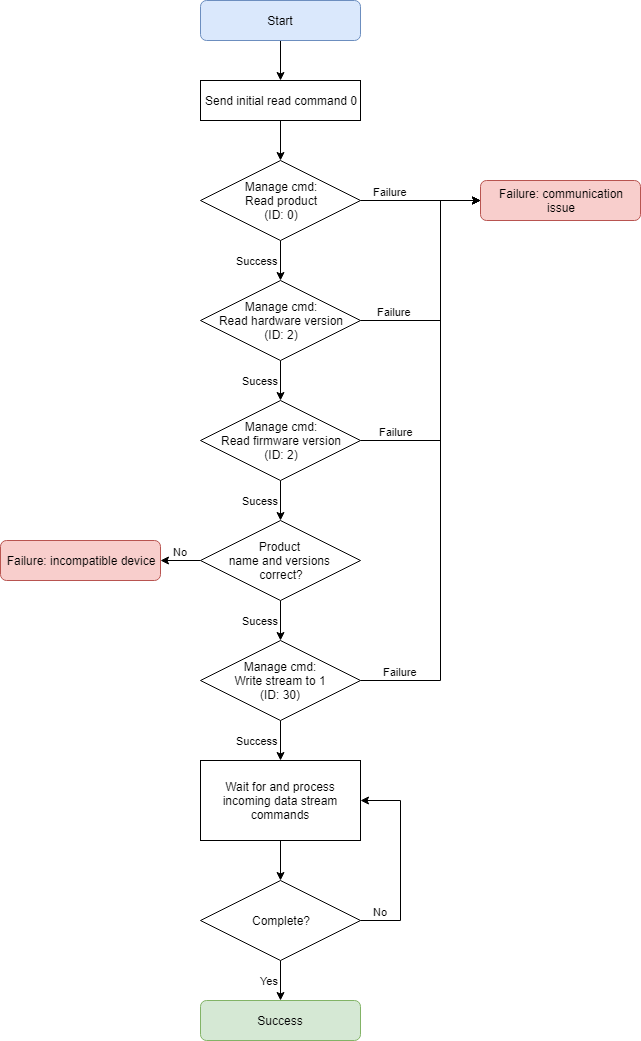 Start
Send initial read command 0
Manage cmd:
Read product
(ID: 0)
Failure
Failure: communication
issue
Success
Manage cmd:
Read hardware version
(ID: 2)
Failure
Sucess
Manage cmd:
Read firmware version
(ID: 2)
Failure
Sucess
Product
name and versions
correct?
No
Failure: incompatible device
Sucess
Manage cmd:
Write stream to 1
(ID: 30)
Failure
Success
Wait for and process
incoming data stream
commands
Complete?
No
Yes
Success